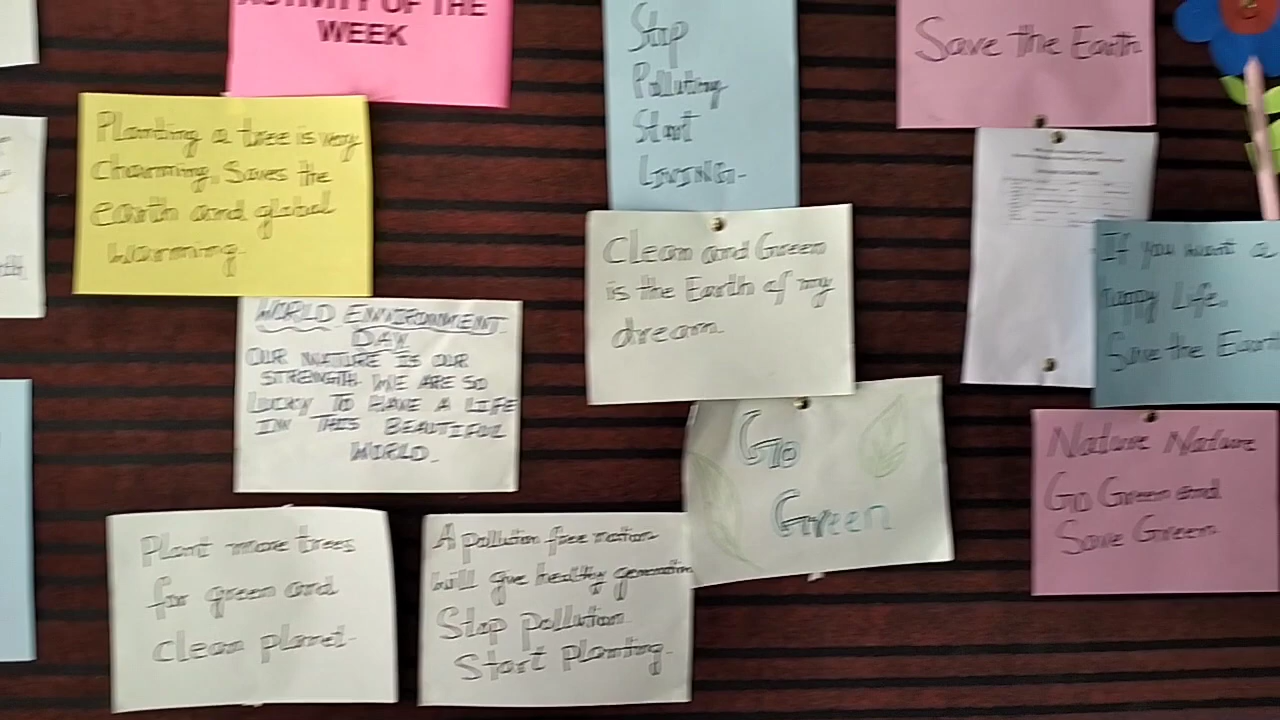 ACTIVITY OF THE
WEEK
Stop
Polluting
Start
LIVING.
Save the Earth
Planting a tree is very
charming. Saves the
earth and global
warming.
Clean and Green
is the Earth of my
dream.
If you want a
happy Life.
Save the Earth
WORLD ENVIRONMENT
DAY
OUR NATURE IS OUR
STRENGTH. WE ARE SO
LUCKY TO HAVE A LIFE
IN THIS BEAUTIFUL
WORLD.
Go
Green
Nature Nature
Go Green and
Save Green
Plant more trees
for green and
clean planet.
A pollution free nation
will give healthy generation
Stop pollution
Start planting.